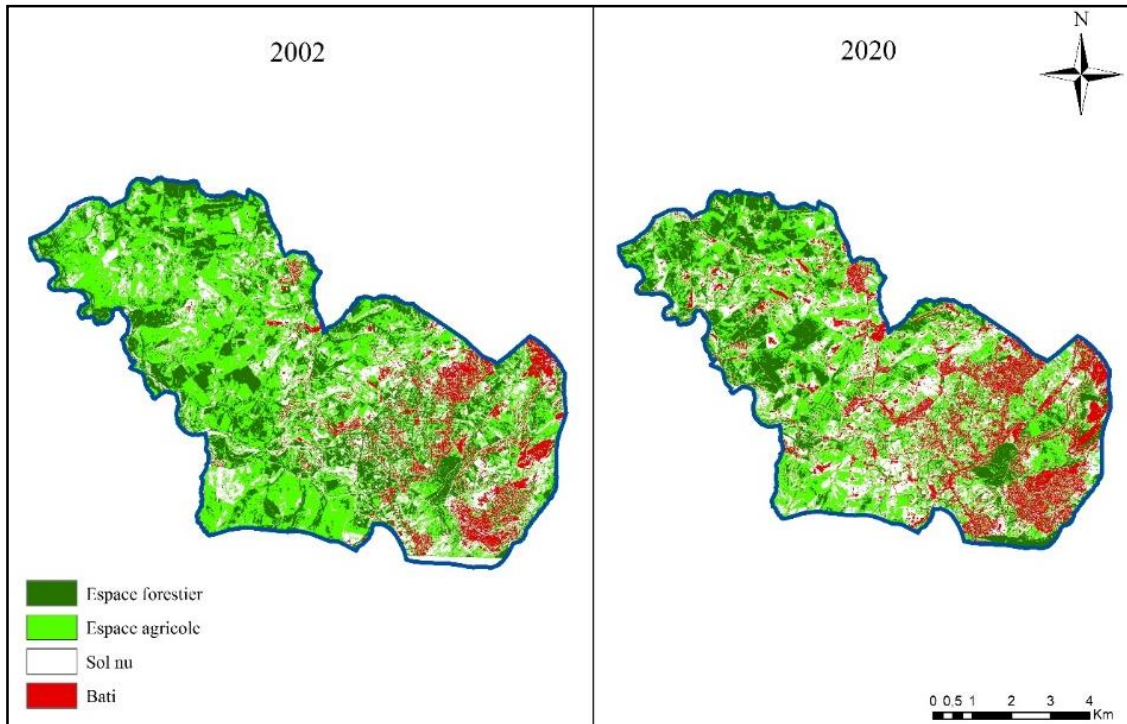 2002
2020
N
Espace forestier
Espace agricole
Sol nu
Bati
0 0,5 1 2 3 4
Km